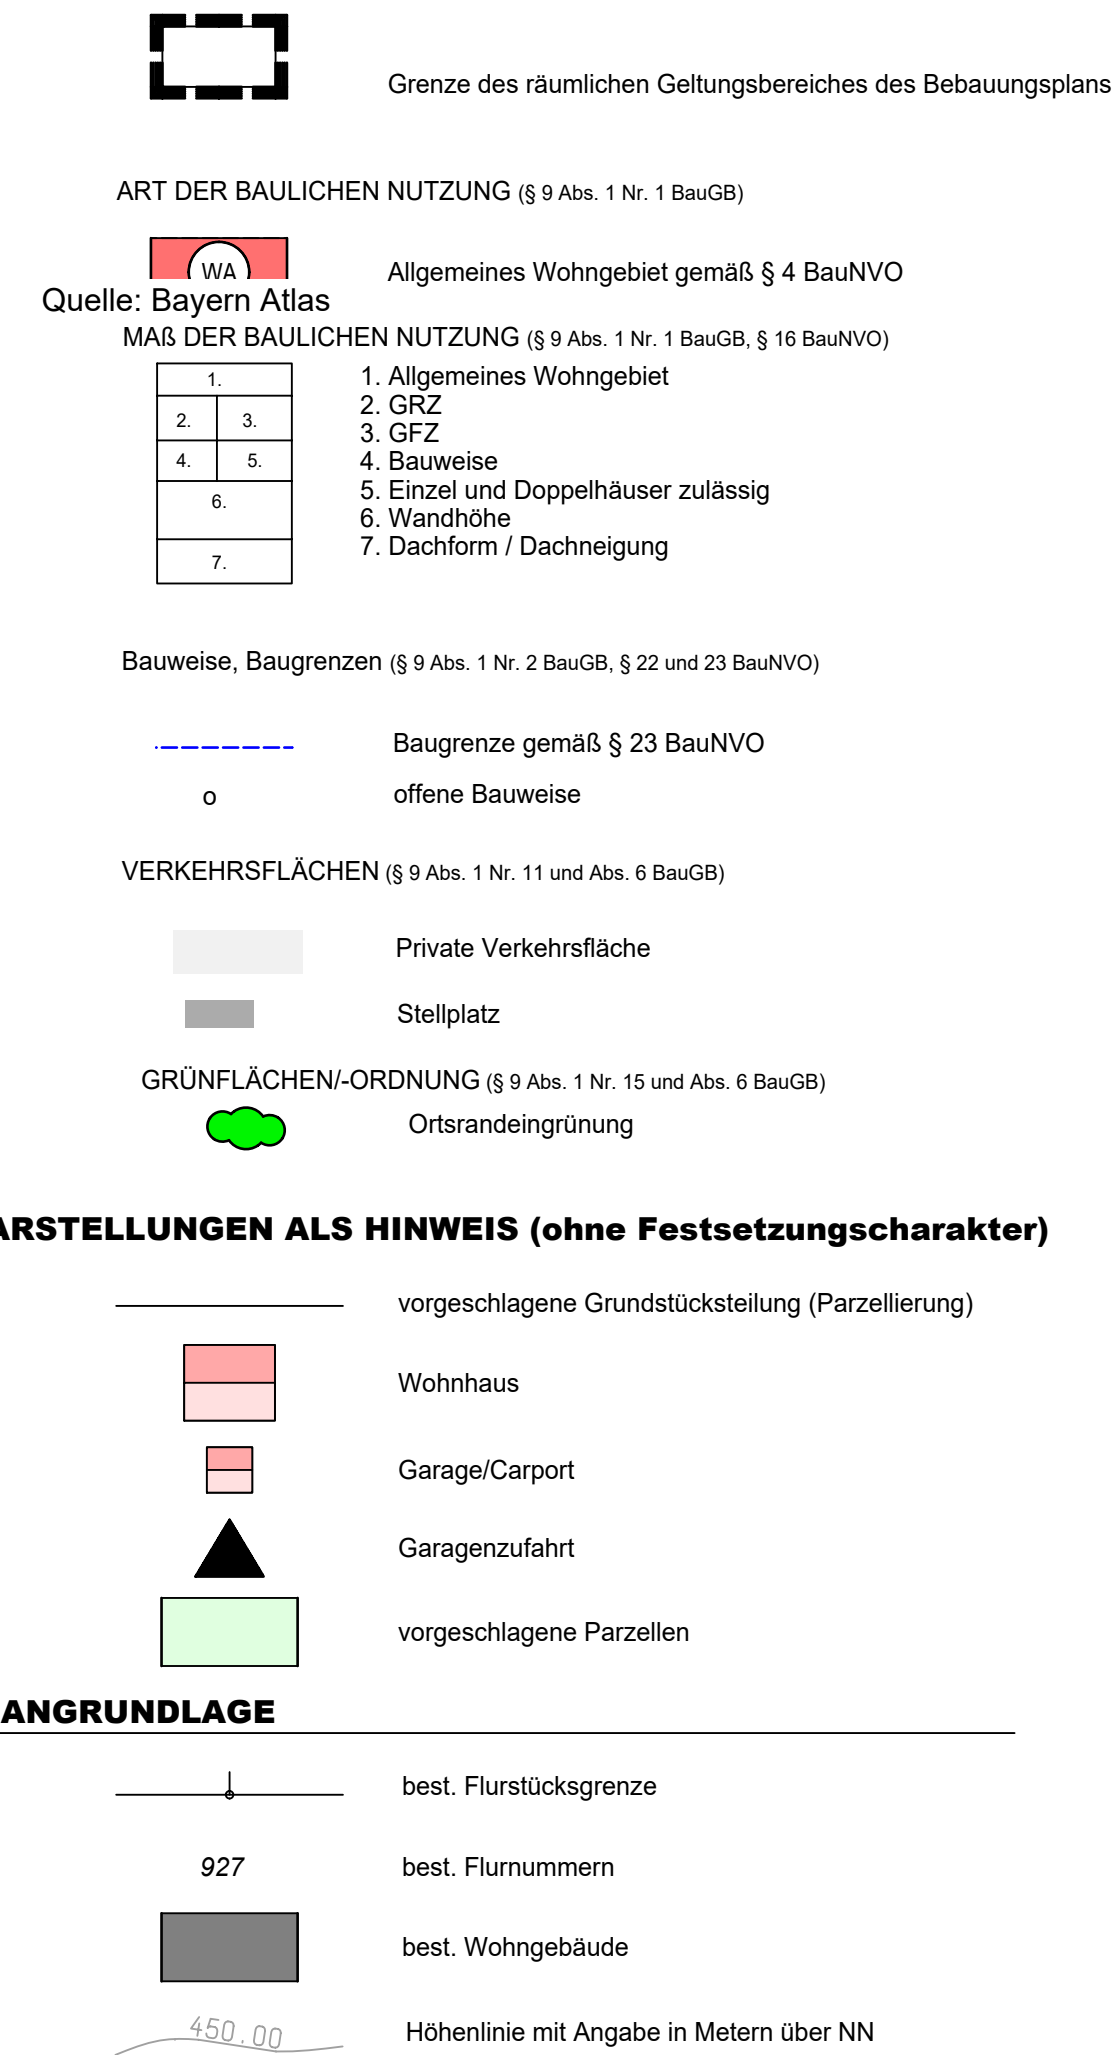 Grenze des räumlichen Geltungsbereiches des Bebauungsplans
ART DER BAULICHEN NUTZUNG (§ 9 Abs. 1 Nr. 1 BauGB)
WA Allgemeines Wohngebiet gemäß § 4 BauNVO
Quelle: Bayern Atlas
MAß DER BAULICHEN NUTZUNG (§ 9 Abs. 1 Nr. 1 BauGB, § 16 BauNVO)
1.
2. 3.
4. 5.
6.
7.
1. Allgemeines Wohngebiet
2. GRZ
3. GFZ
4. Bauweise
5. Einzel und Doppelhäuser zulässig
6. Wandhöhe
7. Dachform / Dachneigung
Bauweise, Baugrenzen (§ 9 Abs. 1 Nr. 2 BauGB, § 22 und 23 BauNVO)
Baugrenze gemäß § 23 BauNVO
o offene Bauweise
VERKEHRSFLÄCHEN (§ 9 Abs. 1 Nr. 11 und Abs. 6 BauGB)
Private Verkehrsfläche
Stellplatz
GRÜNFLÄCHEN/-ORDNUNG (§ 9 Abs. 1 Nr. 15 und Abs. 6 BauGB)
Ortsrandeingrünung
ARSTELLUNGEN ALS HINWEIS (ohne Festsetzungscharakter)
vorgeschlagene Grundstücksteilung (Parzellierung)
Wohnhaus
Garage/Carport
Garagenzufahrt
vorgeschlagene Parzellen
ANGRUNDLAGE
best. Flurstücksgrenze
927 best. Flurnummern
best. Wohngebäude
450.00 Höhenlinie mit Angabe in Metern über NN